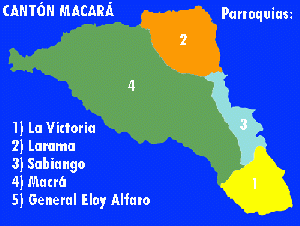 CANTÓN MACARÁ
Parroquias:
2
4
3
1
1) La Victoria
2) Larama
3) Sabiango
4) Macrá
5) General Eloy Alfaro